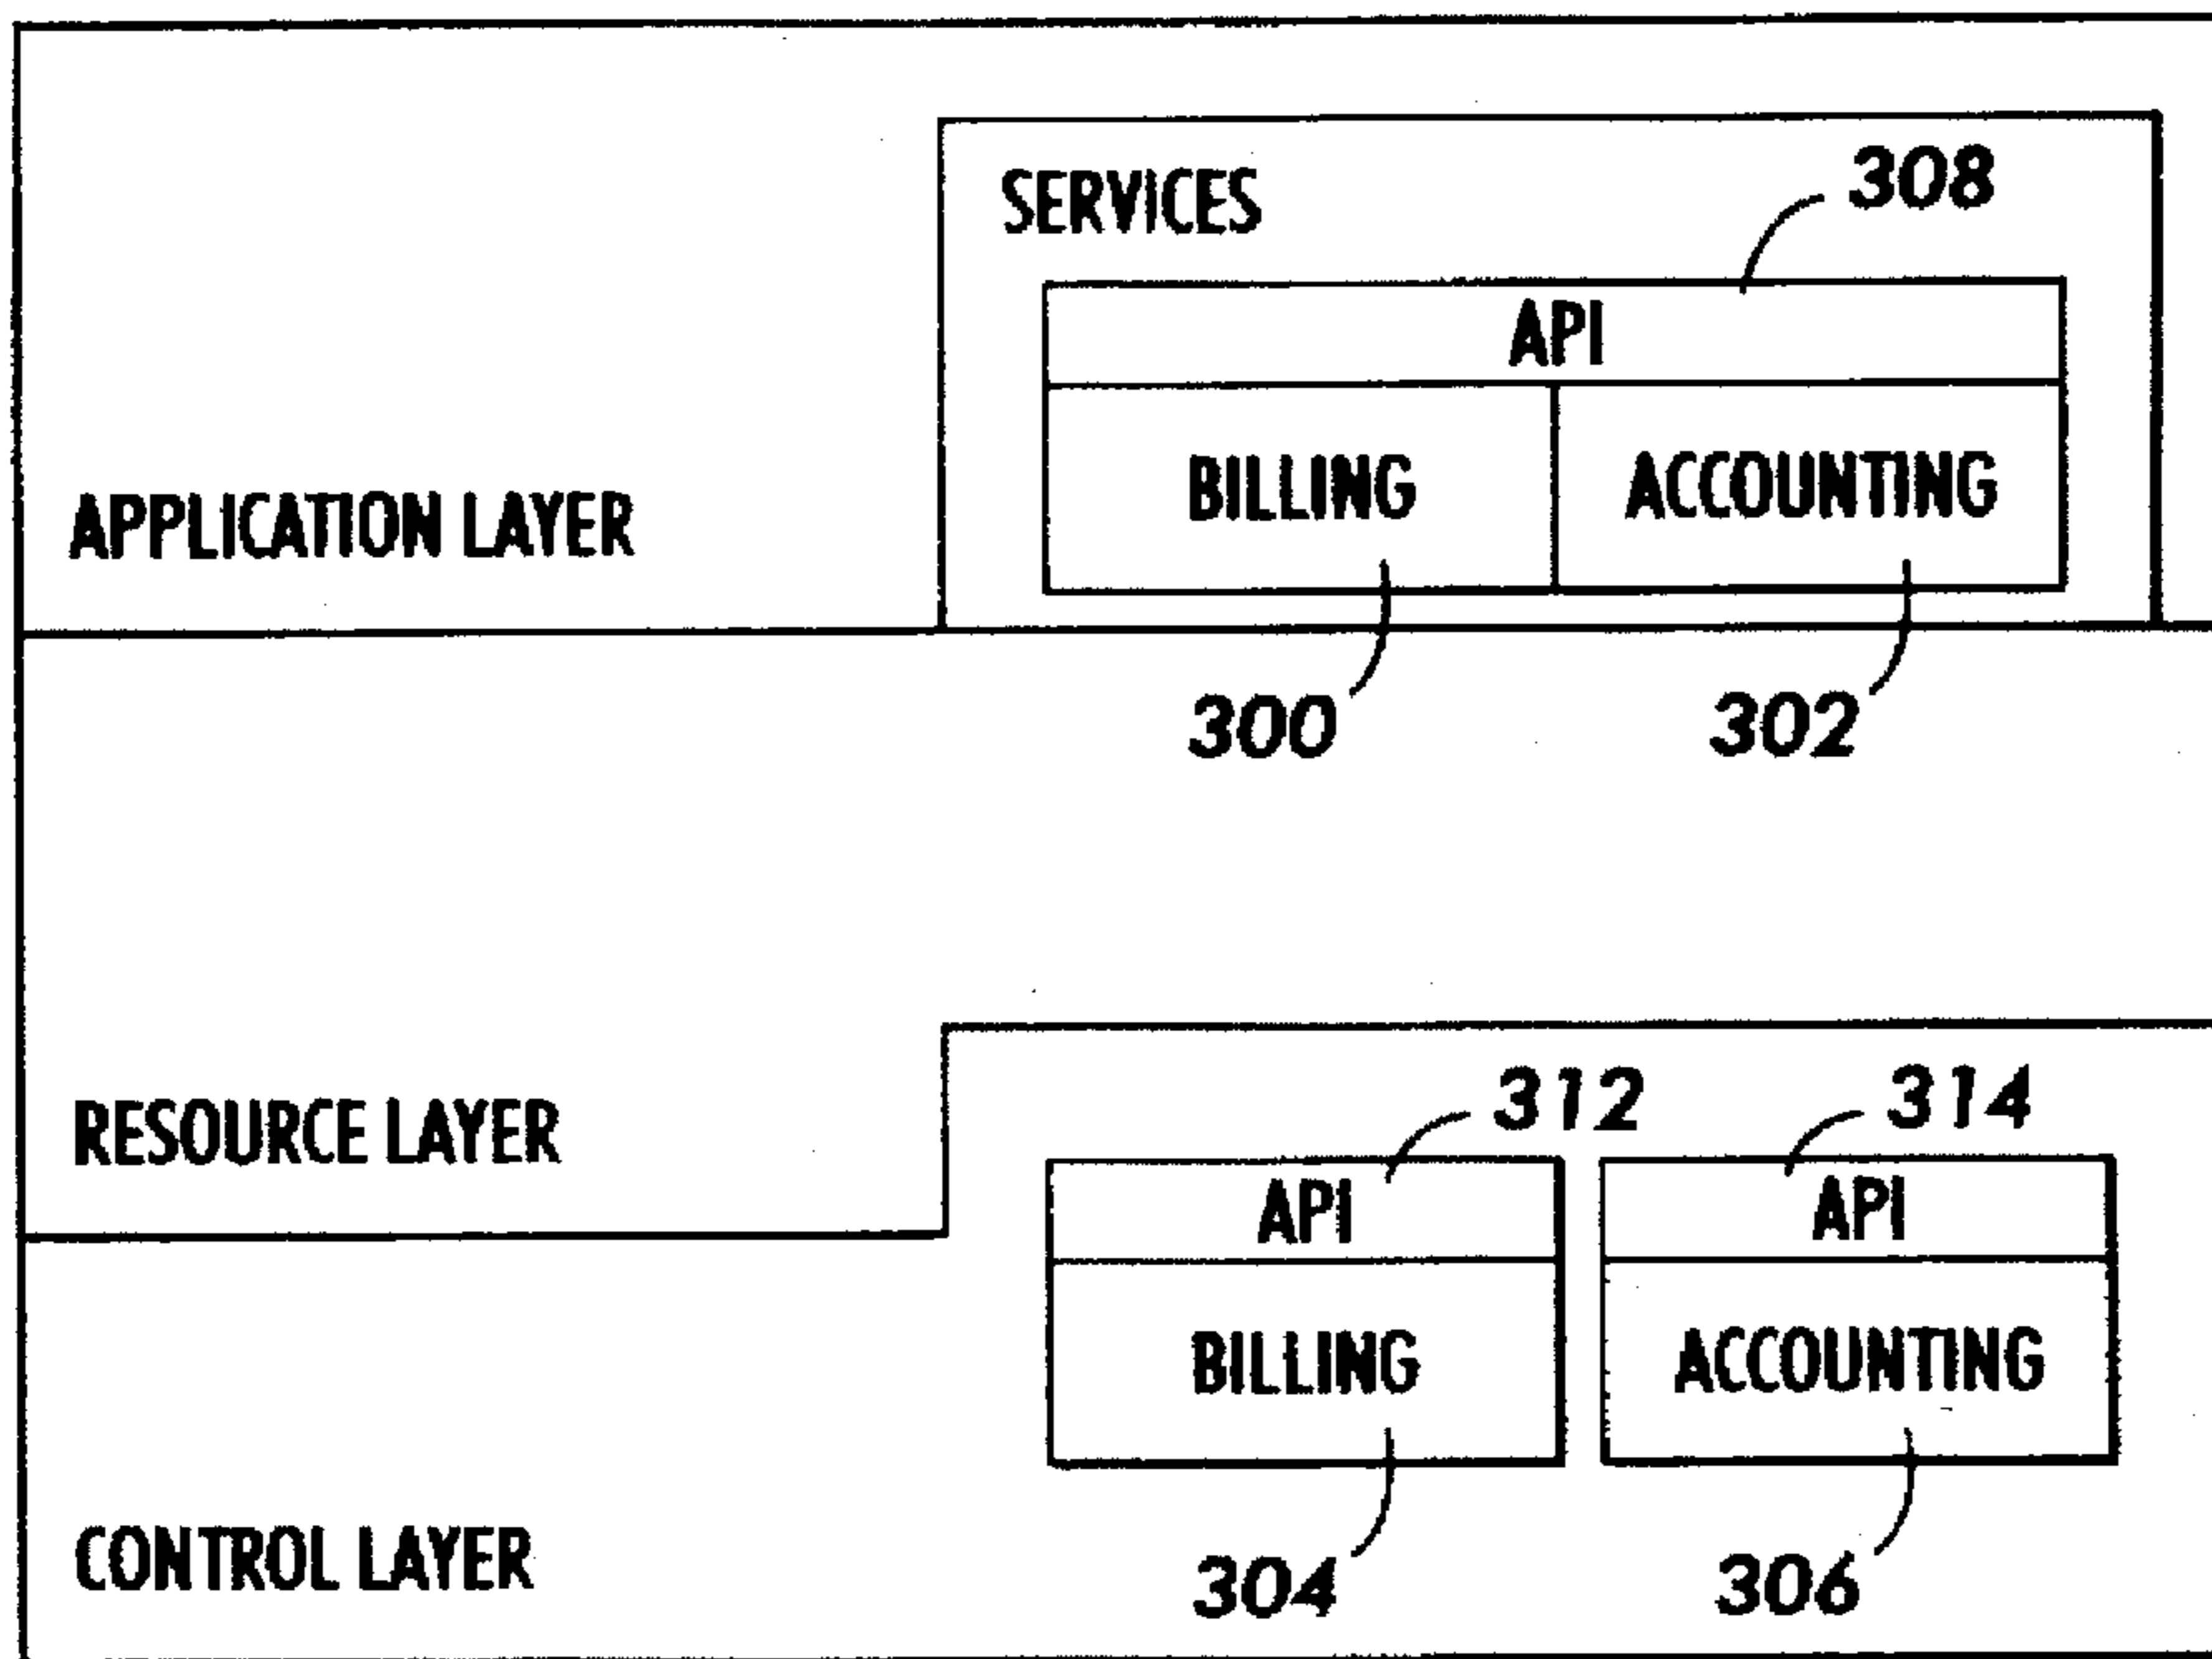 SERVICES
308
API
BILLING
ACCOUNTING
APPLICATION LAYER
300
302
RESOURCE LAYER
312
314
API
API
BILLING
ACCOUNTING
CONTROL LAYER
304
306